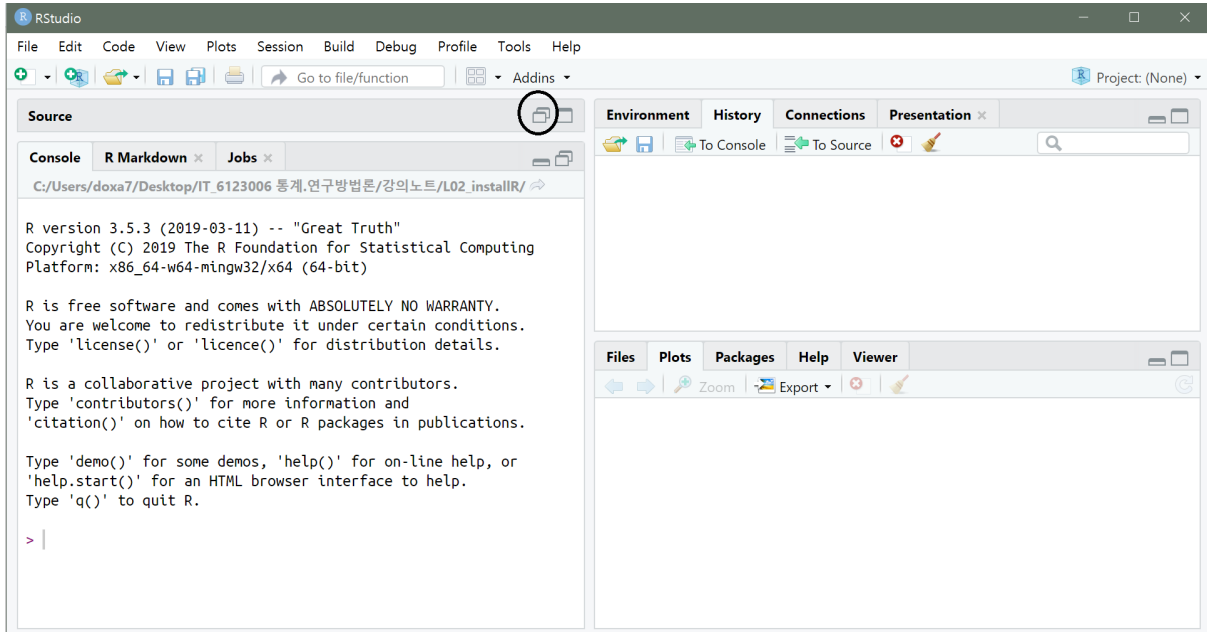 R RStudio
File Edit Code View Plots Session Build Debug Profile Tools Help
Go to file/function Addins R Project: (None)
Source
Console R Markdown Jobs
C:/Users/doxa7/Desktop/IT_6123006 통계.연구방법론/강의노트/L02_installR/
R version 3.5.3 (2019-03-11) -- "Great Truth"
Copyright (C) 2019 The R Foundation for Statistical Computing
Platform: x86_64-w64-mingw32/x64 (64-bit)
R is free software and comes with ABSOLUTELY NO WARRANTY.
You are welcome to redistribute it under certain conditions.
Type 'license()' or 'licence()' for distribution details.
R is a collaborative project with many contributors.
Type 'contributors()' for more information and
'citation()' on how to cite R or R packages in publications.
Type 'demo()' for some demos, 'help()' for on-line help, or
'help.start()' for an HTML browser interface to help.
Type 'q()' to quit R.
>
Environment History Connections Presentation
To Console To Source
Files Plots Packages Help Viewer
Zoom Export